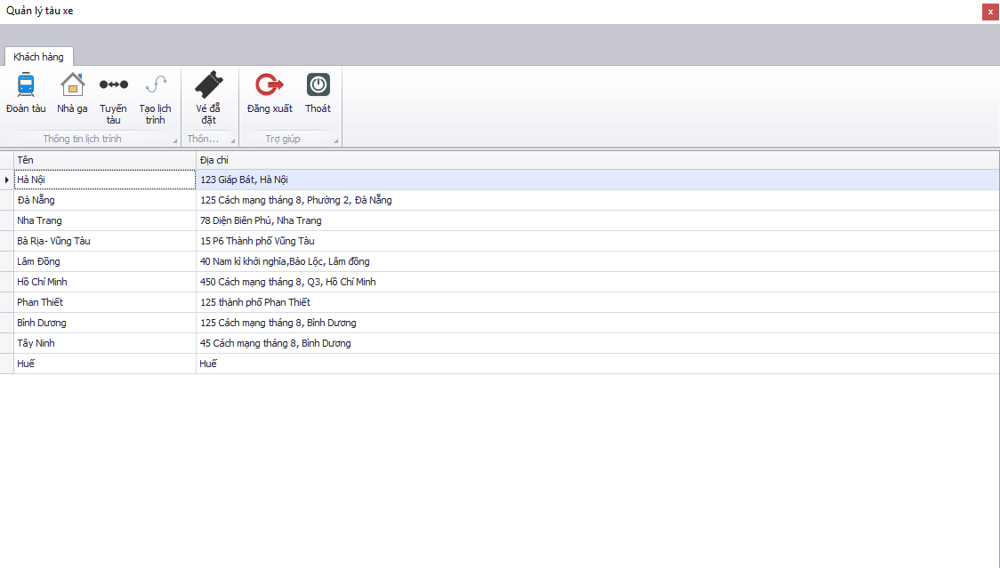 Quản lý tàu xe
x
Khách hàng
Đoàn tàu
Nhà ga
Tuyến
tàu
Tạo lịch
trình
Vé đẫ
đặt
Đăng xuất
Thoát
Thông tin lịch trình
Thôn...
Trợ giúp
Tên Địa chỉ
Hà Nội 123 Giáp Bát, Hà Nội
Đà Nẵng 125 Cách mạng tháng 8, Phường 2, Đà Nẵng
Nha Trang 78 Diện Biên Phủ, Nha Trang
Bà Rịa- Vũng Tàu 15 P6 Thành phố Vũng Tàu
Lâm Đồng 40 Nam kì khởi nghĩa,Bảo Lộc, Lâm đồng
Hồ Chí Minh 450 Cách mạng tháng 8, Q3, Hồ Chí Minh
Phan Thiết 125 thành phố Phan Thiết
Bình Dương 125 Cách mạng tháng 8, Bình Dương
Tây Ninh 45 Cách mạng tháng 8, Bình Dương
Huế Huế